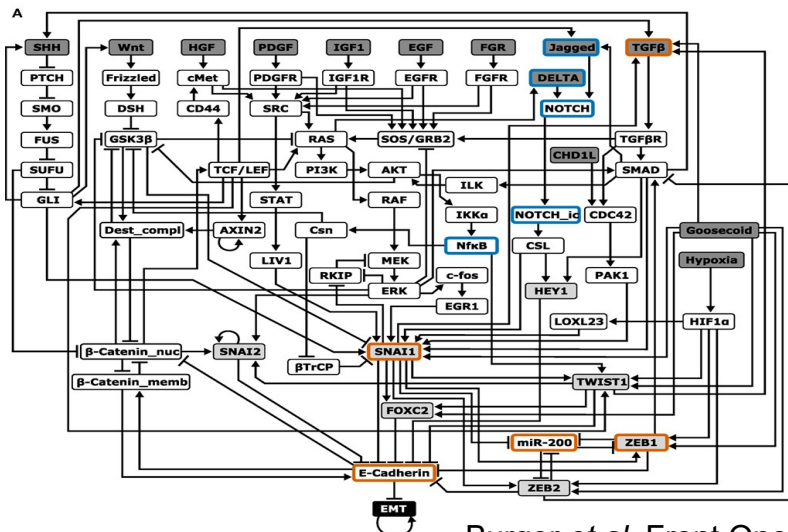 A
SHH Wnt HGF PDGF IGF1 EGF FGR Jagged TGFβ
PTCH Frizzled cMet PDGFR IGF1R EGFR FGFR DELTA
SMO DSH CD44 SRC NOTCH
FUS GSK3β RAS SOS/GRB2 TGFβR
SUFU TCF/LEF PI3K AKT CHD1L SMAD
GLI STAT RAF ILK
Dest_compl AXIN2 Csn IKKα NOTCH_ic CDC42 Goosecoid
LIV1 MEK NfκB CSL
RKIP c-fos PAK1 Hypoxia
ERK EGR1 HEY1
LOXL23 HIF1α
β-Catenin_nuc SNAI2 βTrCP SNAI1
β-Catenin_memb TWIST1
FOXC2
miR-200 ZEB1
E-Cadherin ZEB2
EMT
Burger et al. Front Onc